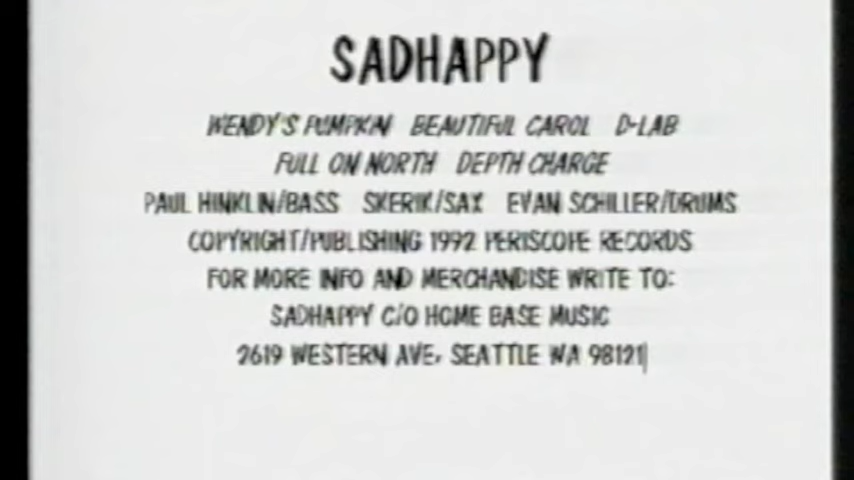 SADHAPPY
WENDY'S PUMPKIN BEAUTIFUL CAROL D-LAB
FULL ON NORTH DEPTH CHARGE
PAUL HINKLIN/BASS SKERIK/SAX EVAN SCHILLER/DRUMS
COPYRIGHT/PUBLISHING 1992 PERISCOPE RECORDS
FOR MORE INFO AND MERCHANDISE WRITE TO:
SADHAPPY C/O HOME BASE MUSIC
2619 WESTERN AVE, SEATTLE WA 98121